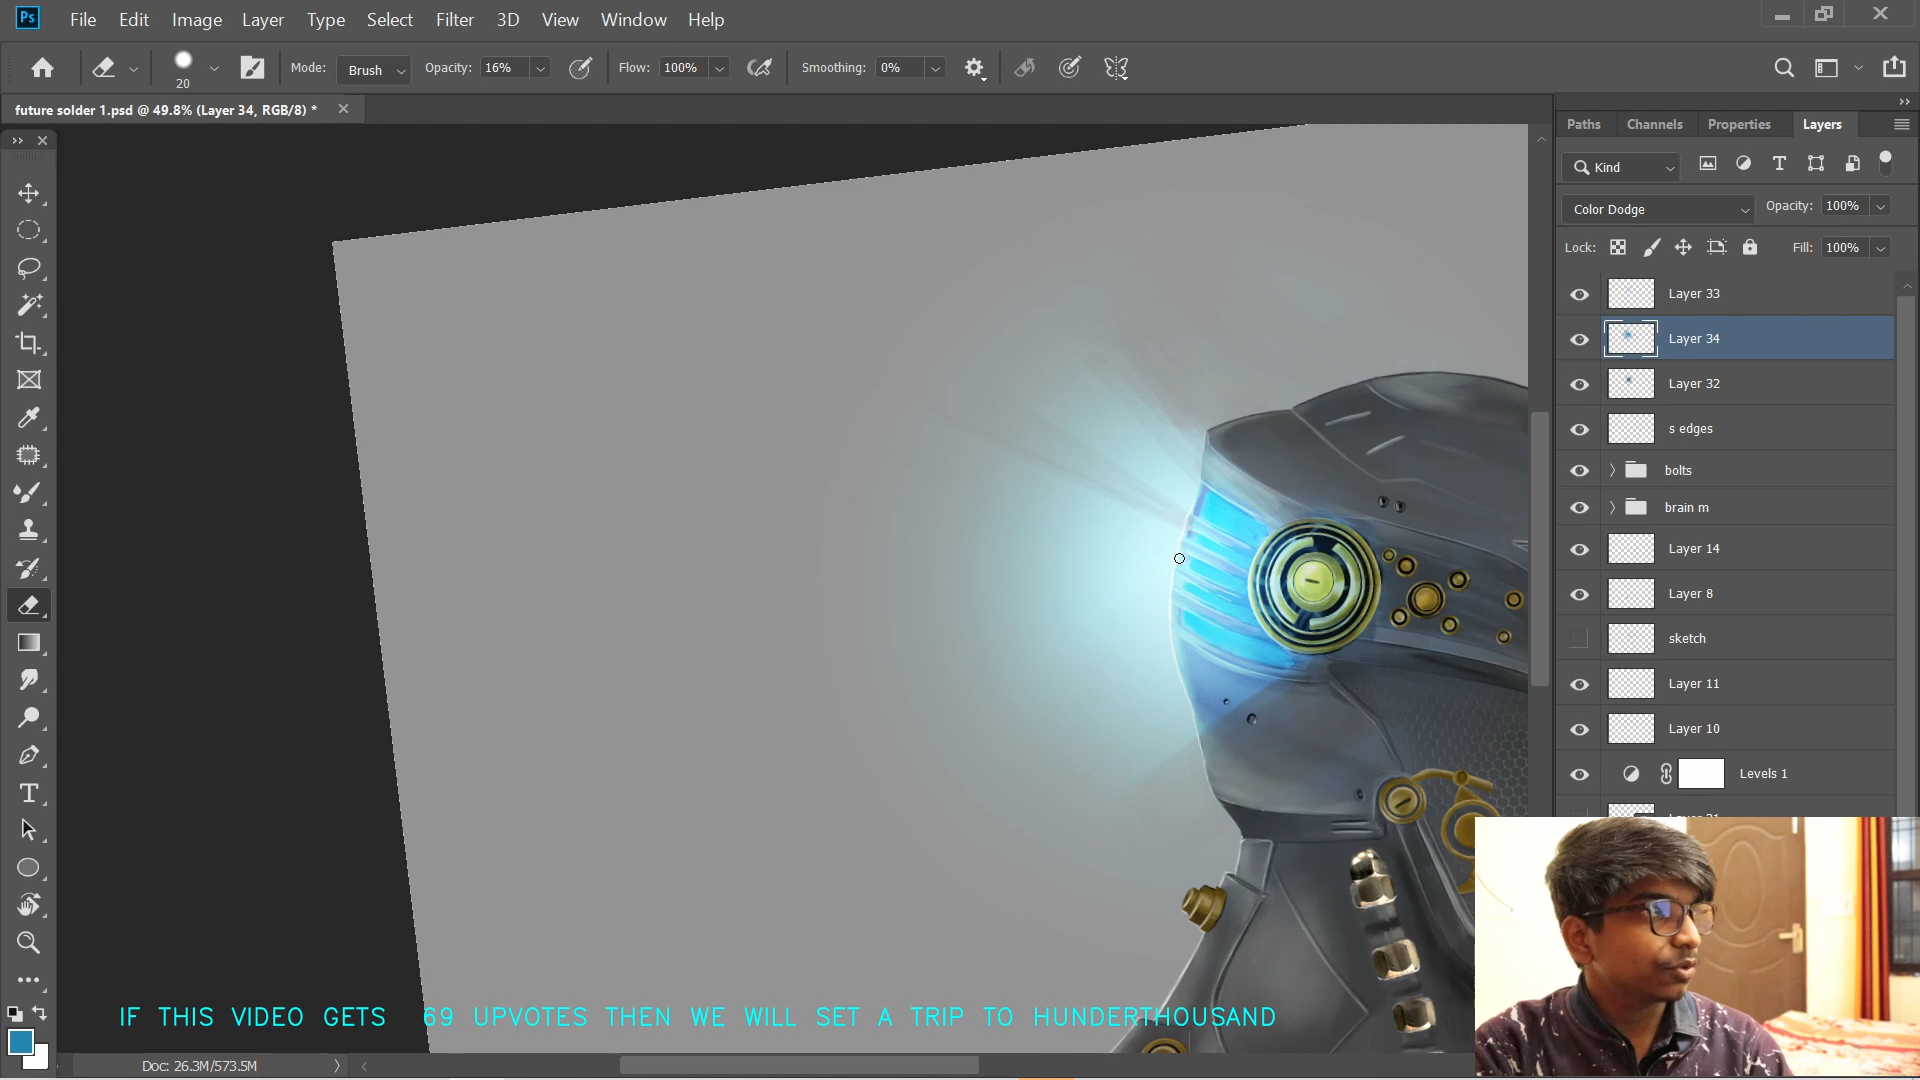 Ps File Edit Image Layer Type Select Filter 3D View Window Help
20 Mode: Brush Opacity: 16% Flow: 100% Smoothing: 0%
future solder 1.psd @ 49.8% (Layer 34, RGB/8) *
Paths Channels Properties Layers
Kind
Color Dodge Opacity: 100%
Lock: Fill: 100%
Layer 33
Layer 34
Layer 32
s edges
bolts
brain m
Layer 14
Layer 8
sketch
Layer 11
Layer 10
Levels 1
IF THIS VIDEO GETS 69 UPVOTES THEN WE WILL SET A TRIP TO HUNDERTHOUSAND
Doc: 26.3M/573.5M